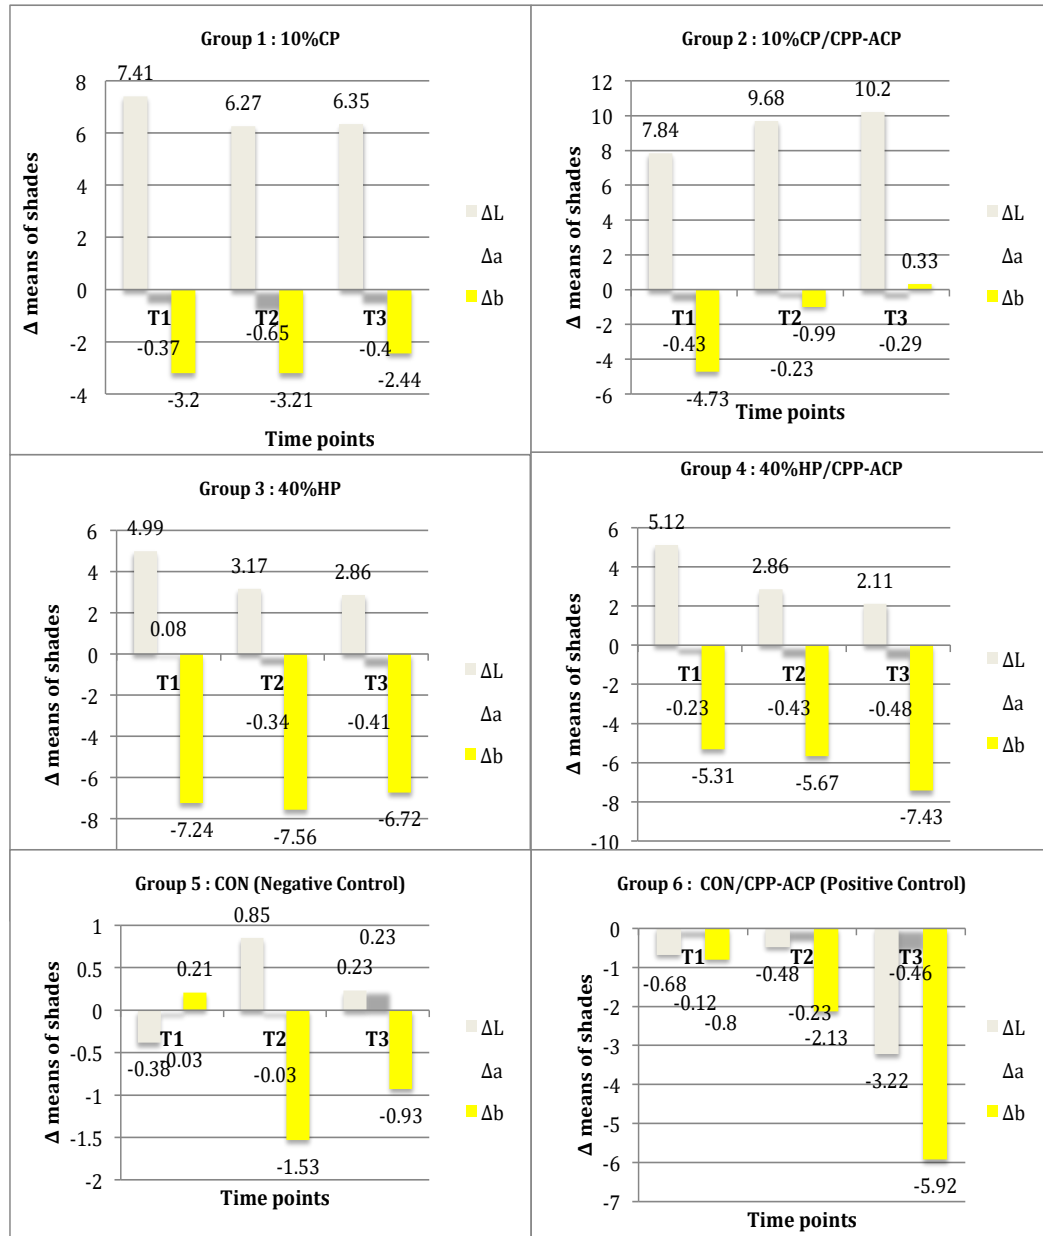 Group 1 : 10%CP
Δ means of shades
8
6
4
2
0
-2
-4
7.41
6.27
6.35
T1
T2
T3
-0.37
-0.65
-0.4
-3.2
-3.21
-2.44
ΔL
Δa
Δb
Time points
Group 2 : 10%CP/CPP-ACP
Δ means of shades
12
10
8
6
4
2
0
-2
-4
-6
7.84
9.68
10.2
0.33
T1
T2
T3
-0.43
-0.99
-0.29
-0.23
-4.73
ΔL
Δa
Δb
Time points
Group 3 : 40%HP
Δ means of shades
6
4
2
0
-2
-4
-6
-8
4.99
3.17
2.86
0.08
T1
T2
T3
-0.34
-0.41
-7.24
-7.56
-6.72
ΔL
Δa
Δb
Group 4 : 40%HP/CPP-ACP
Δ means of shades
6
4
2
0
-2
-4
-6
-8
-10
5.12
2.86
2.11
T1
T2
T3
-0.23
-0.43
-0.48
-5.31
-5.67
-7.43
ΔL
Δa
Δb
Group 5 : CON (Negative Control)
Δ means of shades
1
0.5
0
-0.5
-1
-1.5
-2
0.85
0.21
0.23
0.23
T1
T2
T3
-0.38
-0.03
-0.03
-0.93
-1.53
ΔL
Δa
Δb
Time points
Group 6 : CON/CPP-ACP (Positive Control)
Δ means of shades
0
-1
-2
-3
-4
-5
-6
-7
T1
T2
T3
-0.68
-0.48
-0.46
-0.12
-0.23
-0.8
-2.13
-3.22
-5.92
ΔL
Δa
Δb
Time points